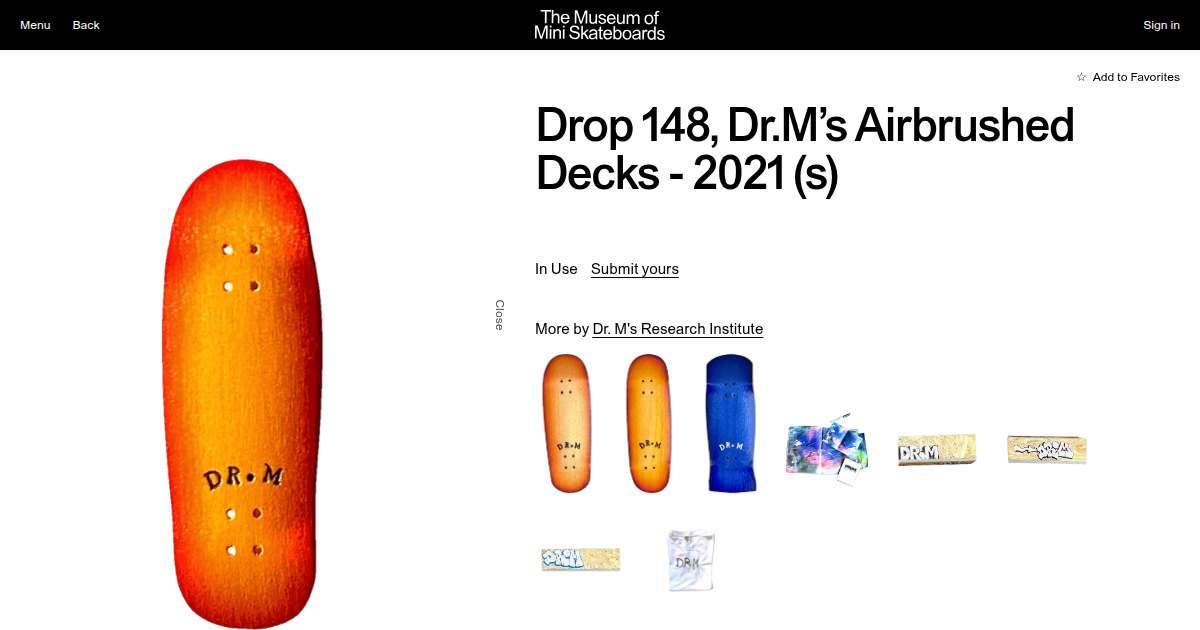 Menu
Back
The Museum of
Mini Skateboards
Sign in
☆ Add to Favorites
Drop 148, Dr.M’s Airbrushed
Decks - 2021 (s)
In Use
Submit yours
Close
More by Dr. M's Research Institute
DR•M
DR•M
DR•M
DR•M
DR•M
DRM